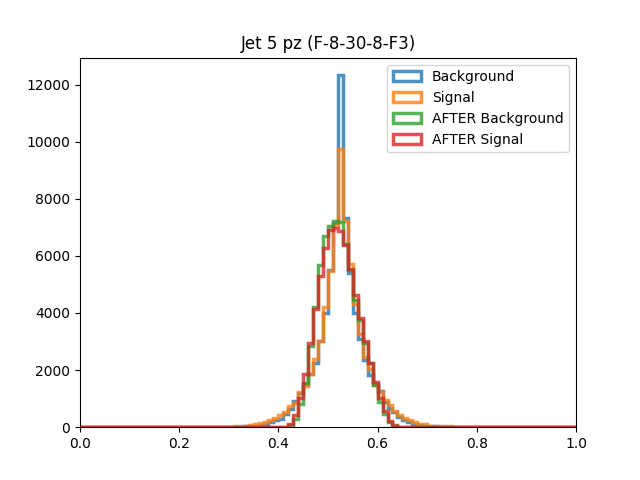 Jet 5 pz (F-8-30-8-F3)
12000
10000
8000
6000
4000
2000
0
0.0 0.2 0.4 0.6 0.8 1.0
Background
Signal
AFTER Background
AFTER Signal